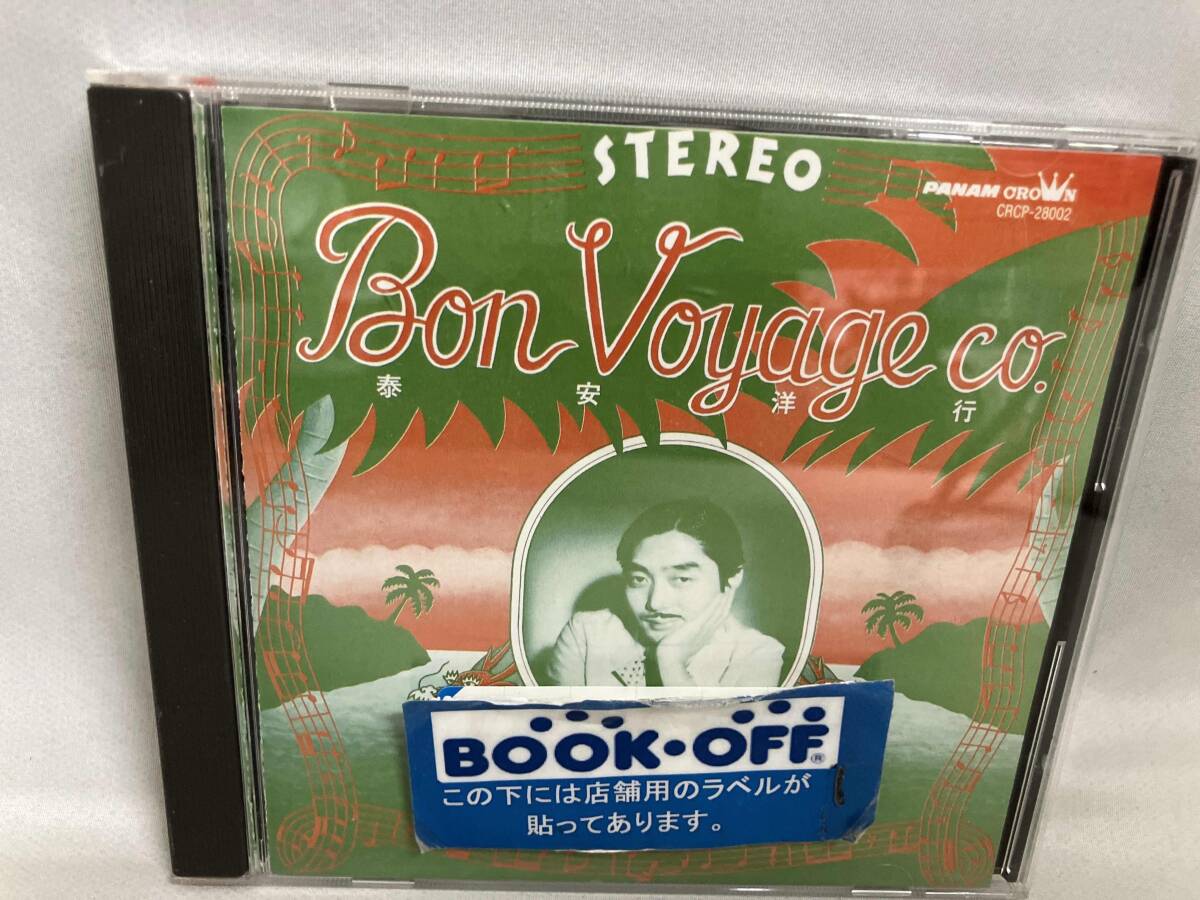 STEREO
PANAM CROWN
CRCP-28002
Bon Voyage co.
泰安洋行
BOOK・OFF®
この下には店舗用のラベルが
貼ってあります。